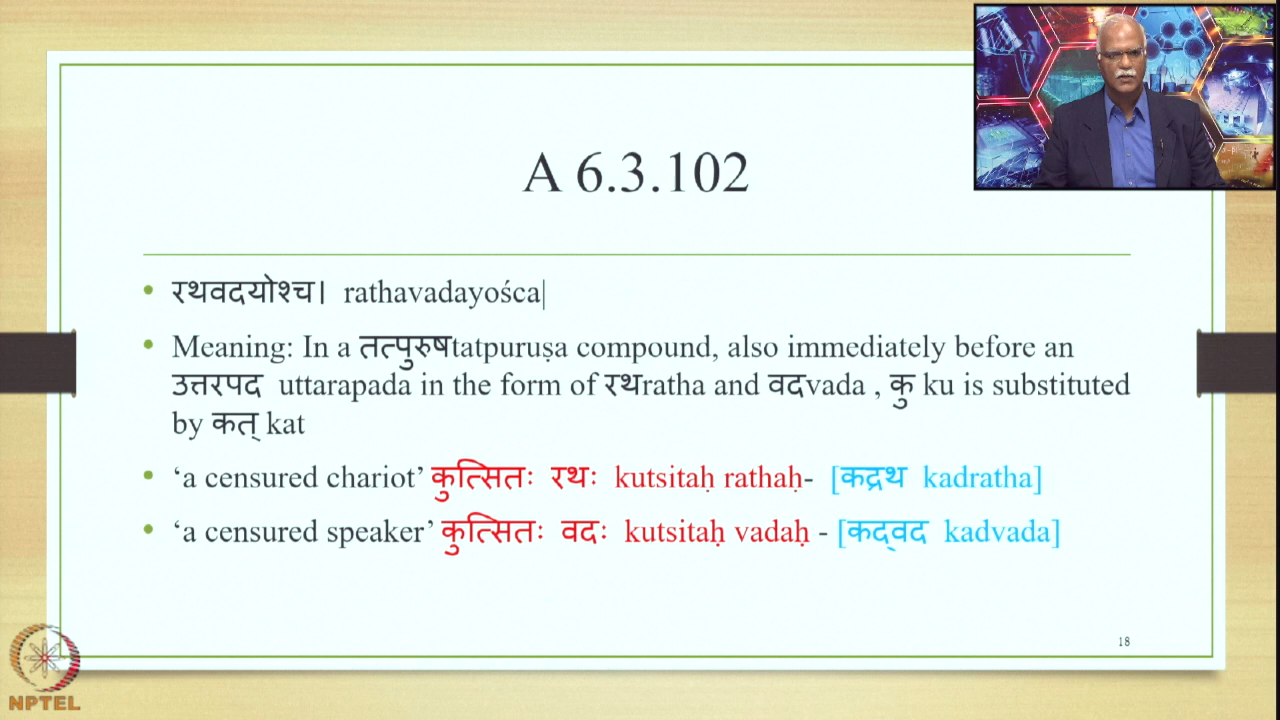 A 6.3.102
• रथवदयोश्च। rathavadayośca|
• Meaning: In a तत्पुरुषtatpuruṣa compound, also immediately before an
उत्तरपद uttarapada in the form of रथratha and वदvada , कु ku is substituted
by कत् kat
• ‘a censured chariot’ कुत्सितः रथः kutsitaḥ rathaḥ- [कद्रथ kadratha]
• ‘a censured speaker’ कुत्सितः वदः kutsitaḥ vadaḥ - [कद्‌वद kadvada]
18
NPTEL